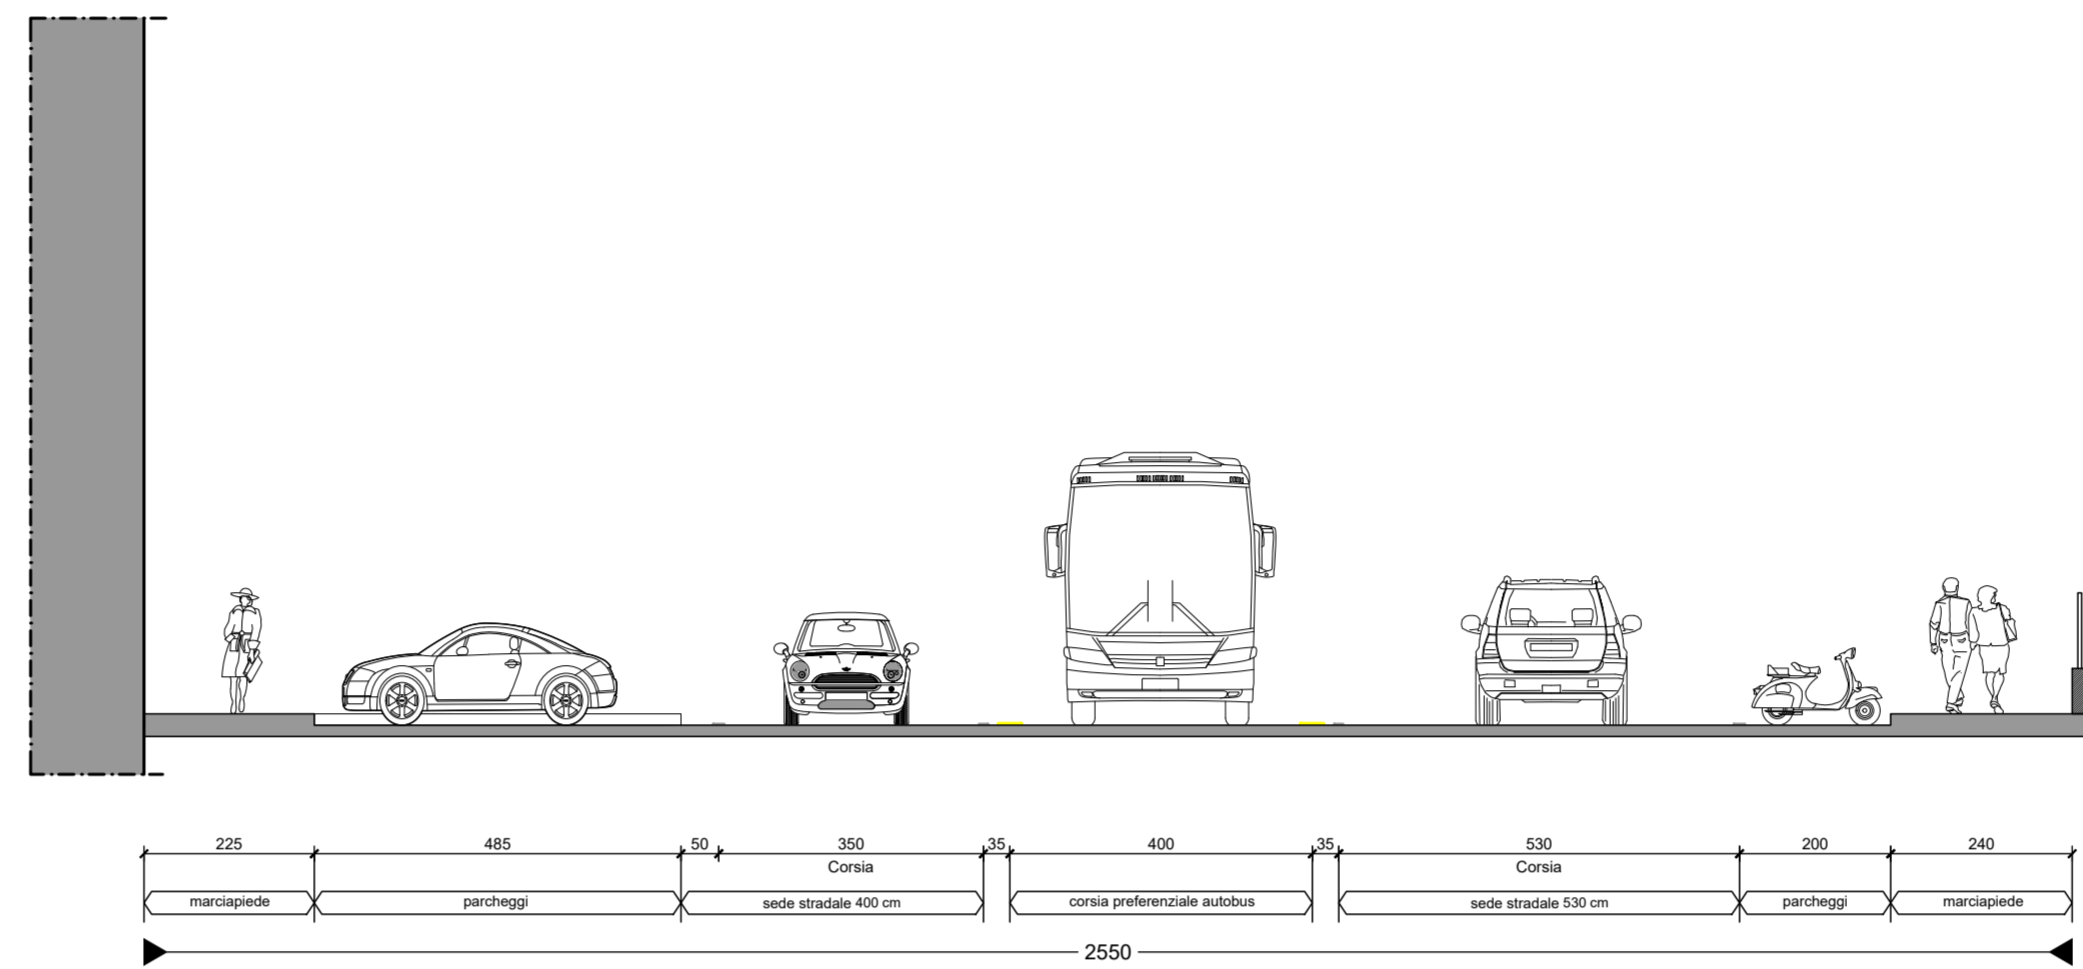 225 485 50 350 35 400 35 530 200 240
Corsia Corsia
marciapiede parcheggi sede stradale 400 cm corsia preferenziale autobus sede stradale 530 cm parcheggi marciapiede
2550